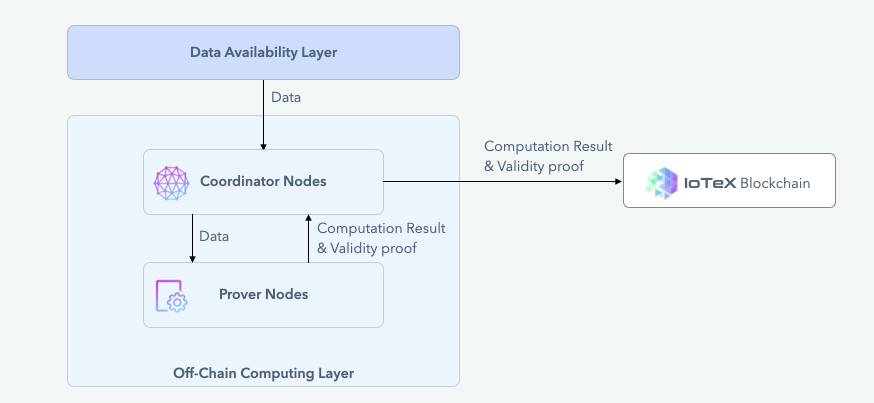 Data Availability Layer
Data
Computation Result
& Validity proof
Coordinator Nodes
IoTeX Blockchain
Data
Computation Result
& Validity proof
Prover Nodes
Off-Chain Computing Layer